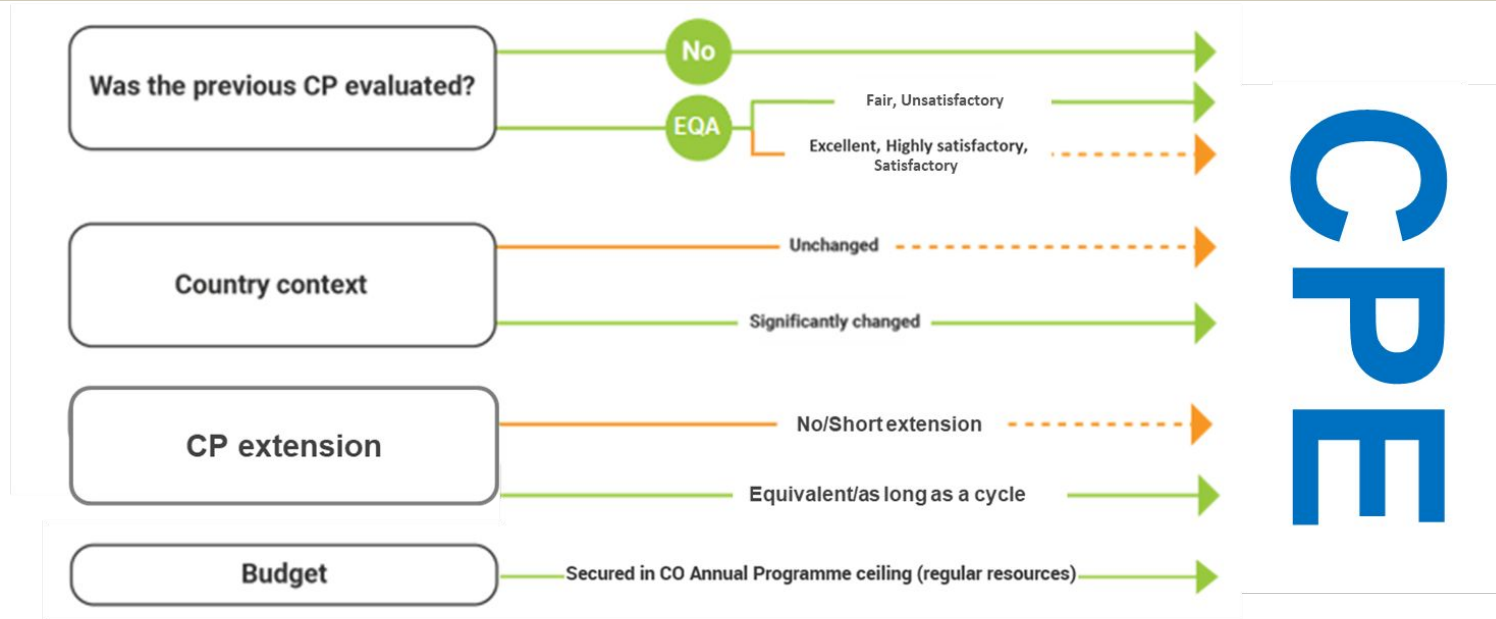 Was the previous CP evaluated?
No
EQA
Fair, Unsatisfactory
Excellent, Highly satisfactory,
Satisfactory
Country context
Unchanged
Significantly changed
CP extension
No/Short extension
Equivalent/as long as a cycle
Budget
Secured in CO Annual Programme ceiling (regular resources)
CPE